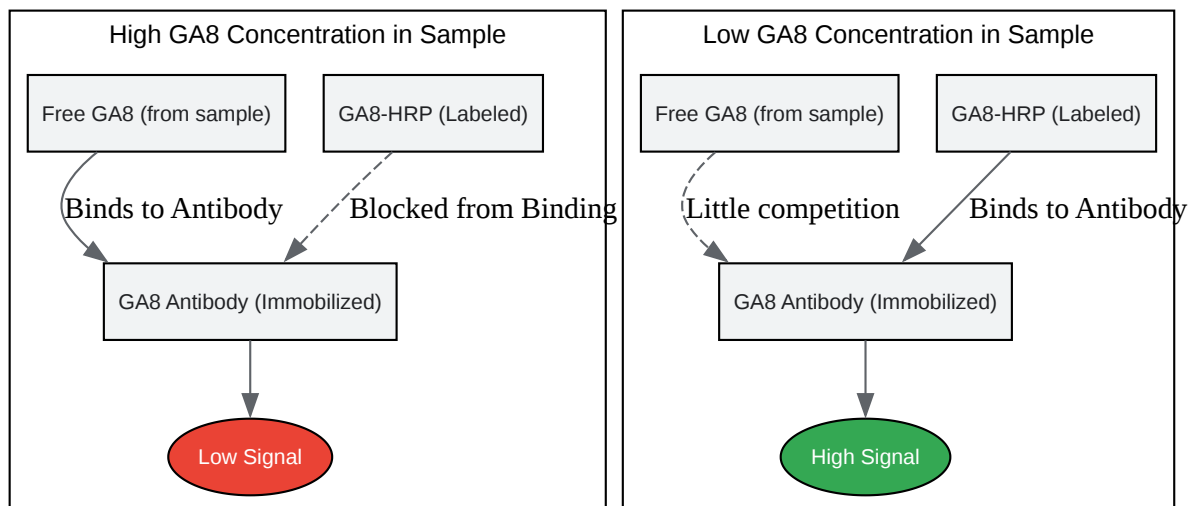 High GA8 Concentration in Sample
Free GA8 (from sample)
GA8-HRP (Labeled)
Binds to Antibody
Blocked from Binding
GA8 Antibody (Immobilized)
Low Signal
Low GA8 Concentration in Sample
Free GA8 (from sample)
GA8-HRP (Labeled)
Little competition
Binds to Antibody
GA8 Antibody (Immobilized)
High Signal